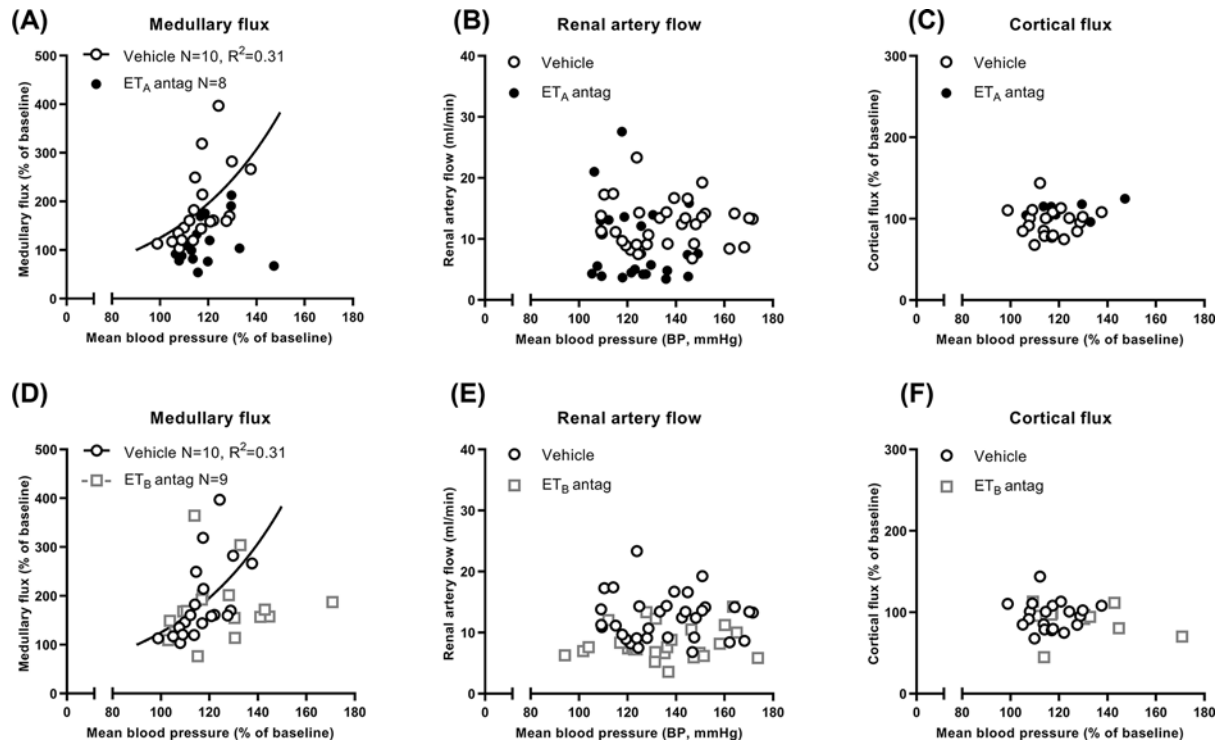 (A)
Medullary flux
Vehicle N=10, R²=0.31
ETA antag N=8
Medullary flux (% of baseline)
500
400
300
200
100
0
0 80 100 120 140 160 180
Mean blood pressure (% of baseline)
(B)
Renal artery flow
Vehicle
ETA antag
Renal artery flow (ml/min)
40
30
20
10
0
0 80 100 120 140 160 180
Mean blood pressure (BP, mmHg)
(C)
Cortical flux
Vehicle
ETA antag
Cortical flux (% of baseline)
300
200
100
0
0 80 100 120 140 160 180
Mean blood pressure (% of baseline)
(D)
Medullary flux
Vehicle N=10, R²=0.31
ETB antag N=9
Medullary flux (% of baseline)
500
400
300
200
100
0
0 80 100 120 140 160 180
Mean blood pressure (% of baseline)
(E)
Renal artery flow
Vehicle
ETB antag
Renal artery flow (ml/min)
40
30
20
10
0
0 80 100 120 140 160 180
Mean blood pressure (BP, mmHg)
(F)
Cortical flux
Vehicle
ETB antag
Cortical flux (% of baseline)
300
200
100
0
0 80 100 120 140 160 180
Mean blood pressure (% of baseline)